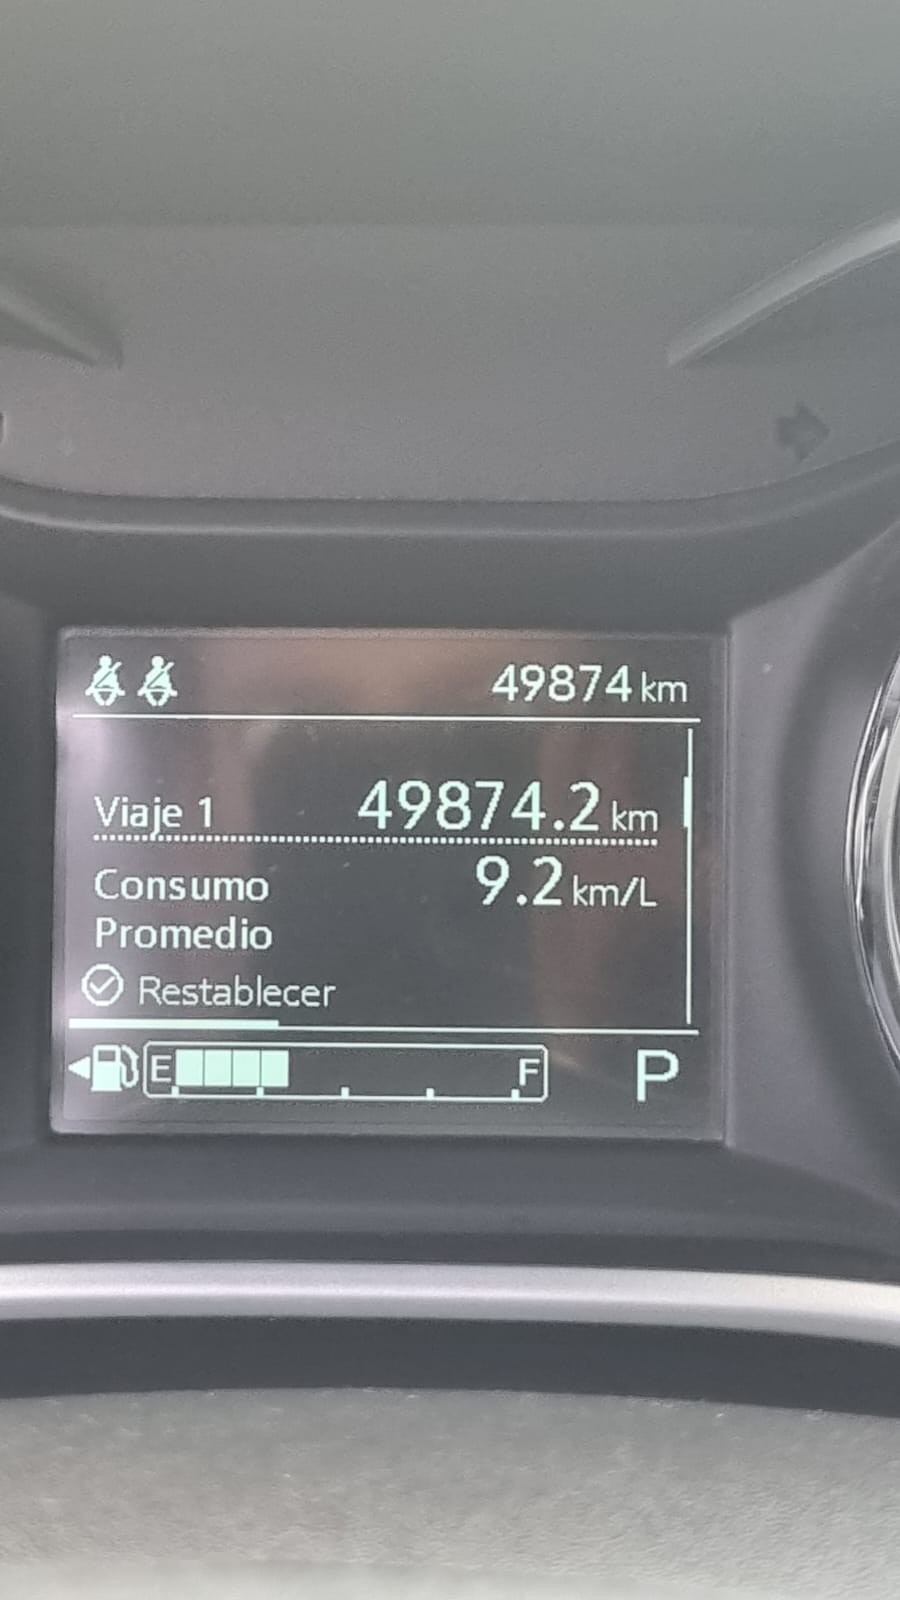 49874 km
Viaje 1 49874.2 km
Consumo 9.2 km/L
Promedio
Restablecer
E F P